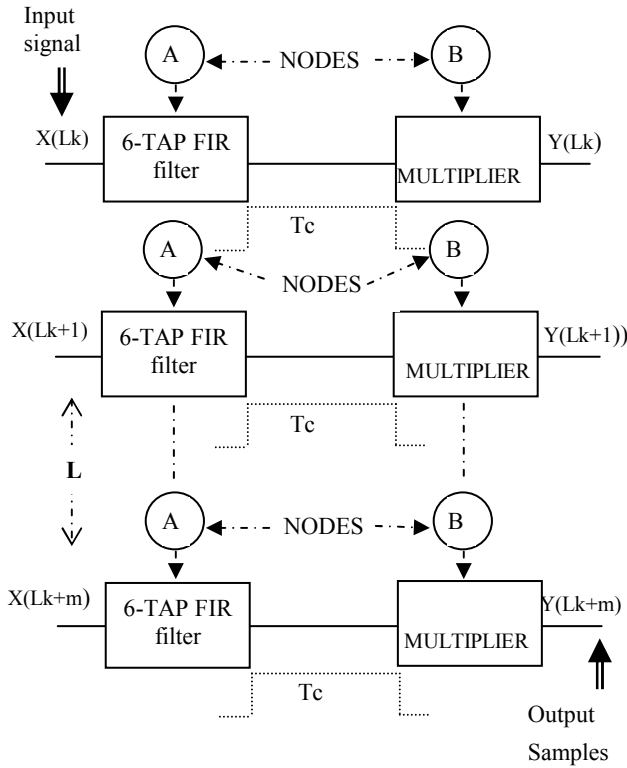 Input
signal
A
NODES
B
X(Lk)
6-TAP FIR
filter
MULTIPLIER
Y(Lk)
Tc
A
NODES
B
X(Lk+1)
6-TAP FIR
filter
MULTIPLIER
Y(Lk+1))
Tc
L
A
NODES
B
X(Lk+m)
6-TAP FIR
filter
MULTIPLIER
Y(Lk+m)
Tc
Output
Samples